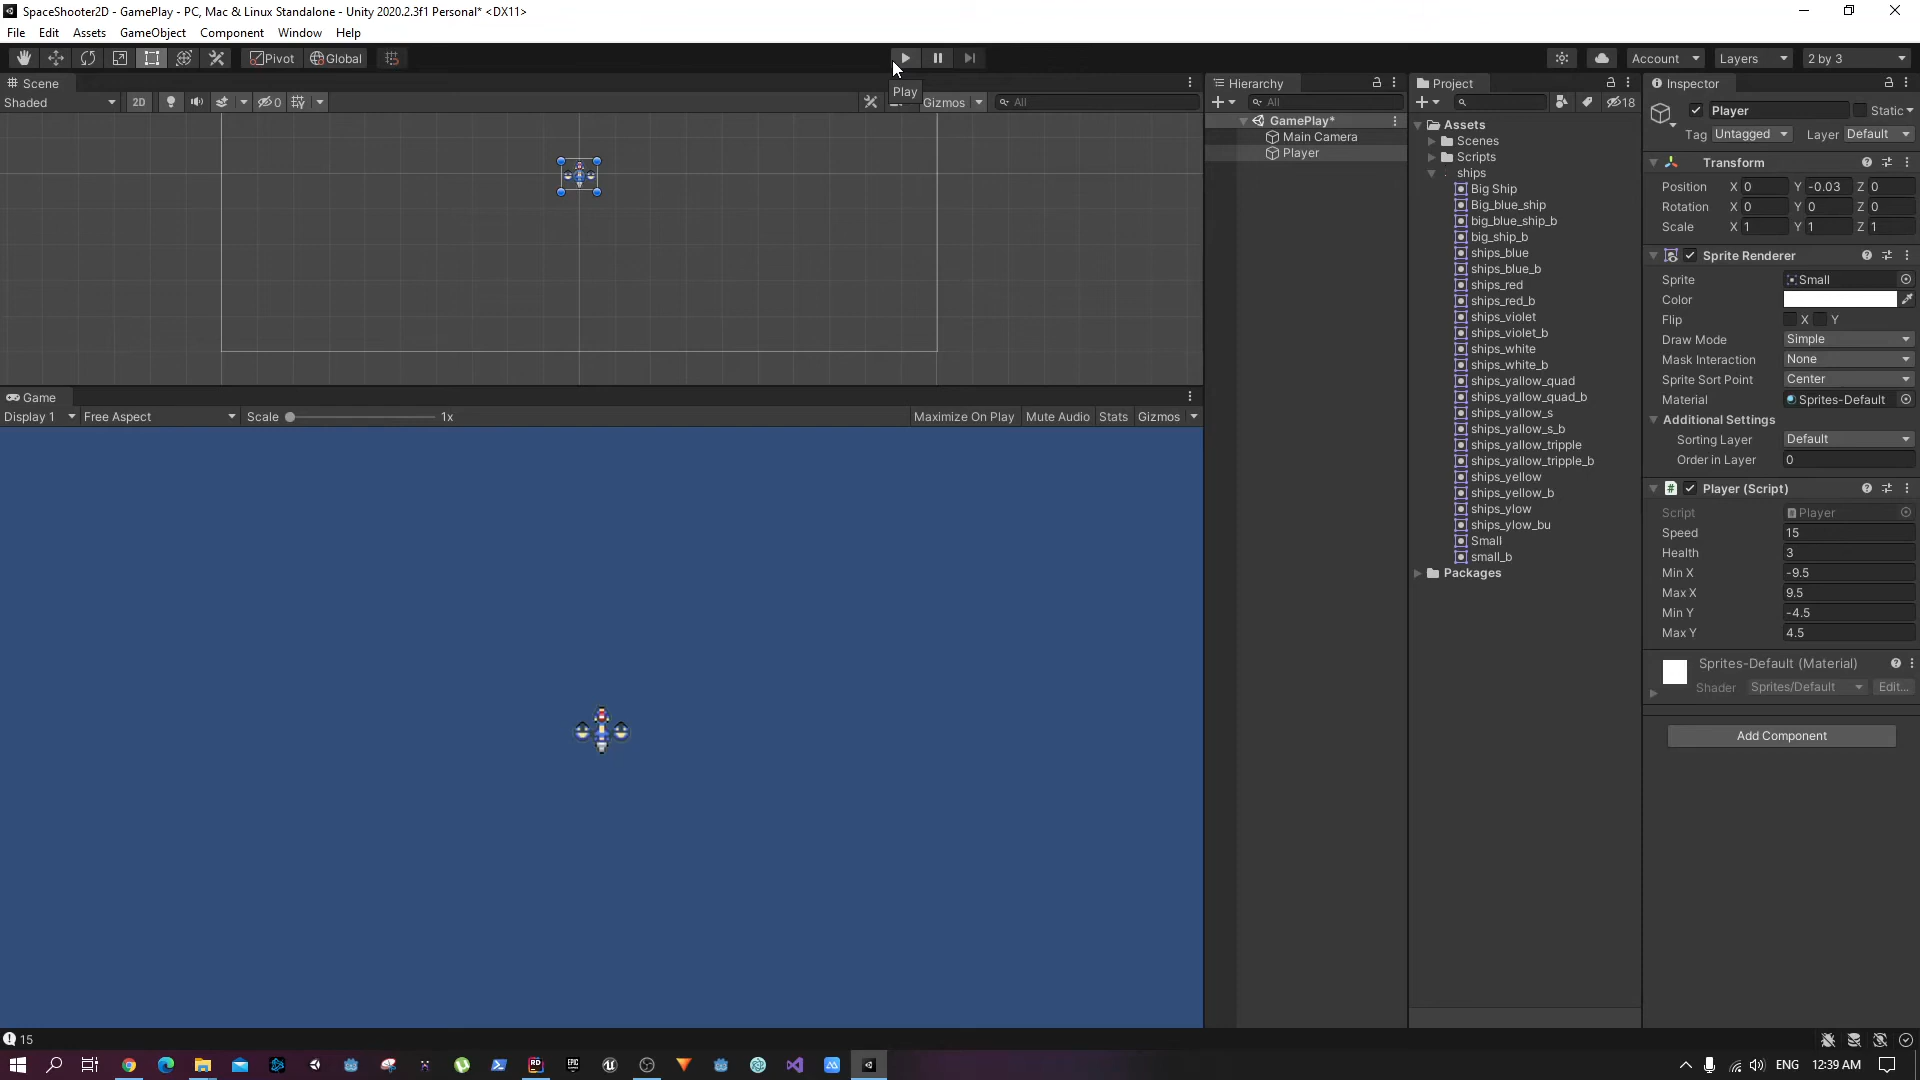 SpaceShooter2D - GamePlay - PC, Mac & Linux Standalone - Unity 2020.2.3f1 Personal* <DX11>
File Edit Assets GameObject Component Window Help
Pivot Global Account Layers 2 by 3
Play
Scene
Shaded 2D 0 Gizmos All
Game
Display 1 Free Aspect Scale 1x Maximize On Play Mute Audio Stats Gizmos
Hierarchy
All
GamePlay*
Main Camera
Player
Project
18
Assets
Scenes
Scripts
ships
Big Ship
Big_blue_ship
big_blue_ship_b
big_ship_b
ships_blue
ships_blue_b
ships_red
ships_red_b
ships_violet
ships_violet_b
ships_white
ships_white_b
ships_yallow_quad
ships_yallow_quad_b
ships_yallow_s
ships_yallow_s_b
ships_yallow_tripple
ships_yallow_tripple_b
ships_yellow
ships_yellow_b
ships_ylow
ships_ylow_bu
Small
small_b
Packages
Inspector
Player Static
Tag Untagged Layer Default
Transform
Position X 0 Y -0.03 Z 0
Rotation X 0 Y 0 Z 0
Scale X 1 Y 1 Z 1
Sprite Renderer
Sprite Small
Color
Flip X Y
Draw Mode Simple
Mask Interaction None
Sprite Sort Point Center
Material Sprites-Default
Additional Settings
Sorting Layer Default
Order in Layer 0
Player (Script)
Script Player
Speed 15
Health 3
Min X -9.5
Max X 9.5
Min Y -4.5
Max Y 4.5
Sprites-Default (Material)
Shader Sprites/Default Edit...
Add Component
15
ENG 12:39 AM